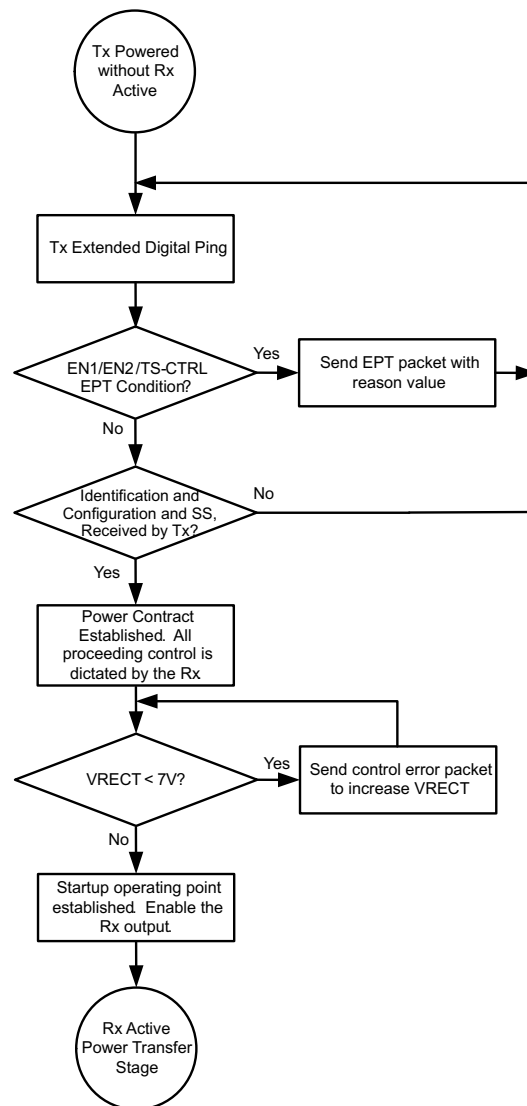 Tx Powered
without Rx
Active
Tx Extended Digital Ping
EN1/EN2/TS-CTRL
EPT Condition?
Yes
Send EPT packet with
reason value
No
Identification and
Configuration and SS,
Received by Tx?
No
Yes
Power Contract
Established. All
proceeding control is
dictated by the Rx
VRECT < 7V?
Yes
Send control error packet
to increase VRECT
No
Startup operating point
established. Enable the
Rx output.
Rx Active
Power Transfer
Stage